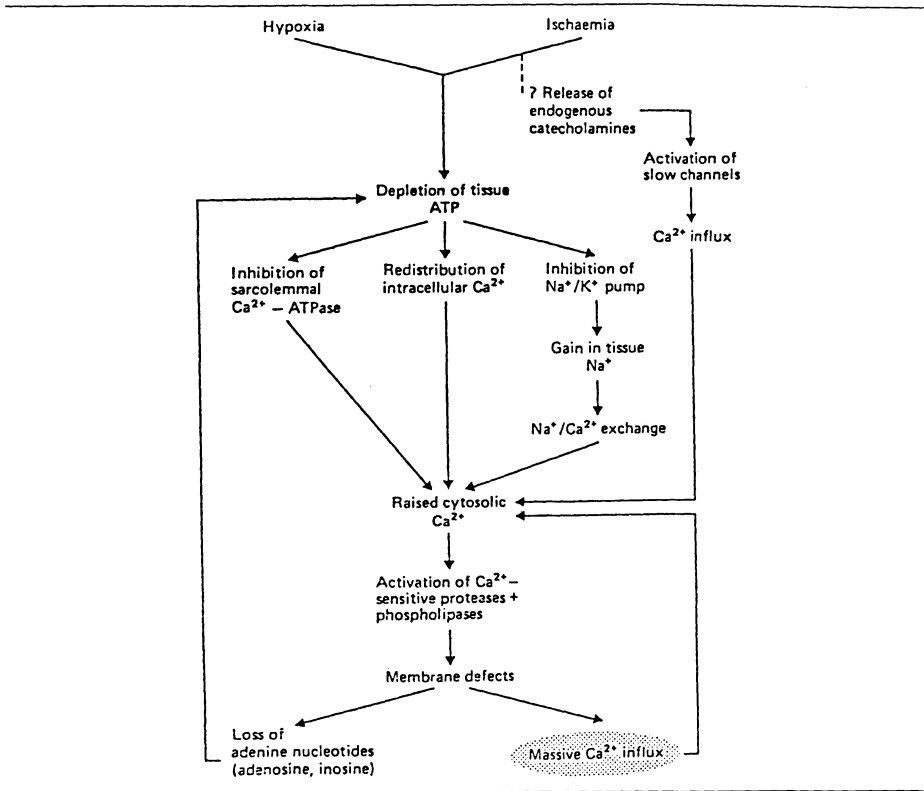 Hypoxia
Ischaemia
? Release of
endogenous
catecholamines
Activation of
slow channels
Ca²⁺ influx
Depletion of tissue
ATP
Inhibition of
sarcolemmal
Ca²⁺ – ATPase
Redistribution of
intracellular Ca²⁺
Inhibition of
Na⁺/K⁺ pump
Gain in tissue
Na⁺
Na⁺/Ca²⁺ exchange
Raised cytosolic
Ca²⁺
Activation of Ca²⁺–
sensitive proteases +
phospholipases
Membrane defects
Loss of
adenine nucleotides
(adenosine, inosine)
Massive Ca²⁺ influx